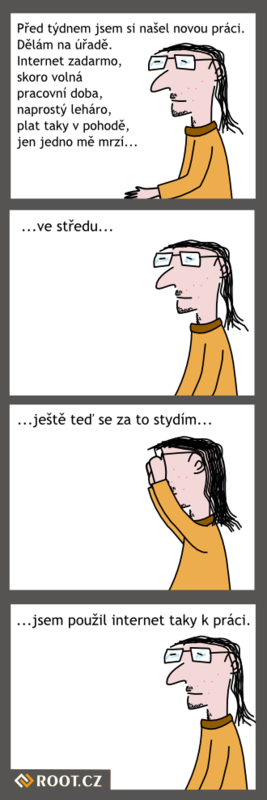 Před týdnem jsem si našel novou práci.
Dělám na úřadě.
Internet zadarmo,
skoro volná
pracovní doba,
naprostý leháro,
plat taky v pohodě,
jen jedno mě mrzí...
...ve středu...
...ještě teď se za to stydím...
...jsem použil internet taky k práci.
ROOT.CZ